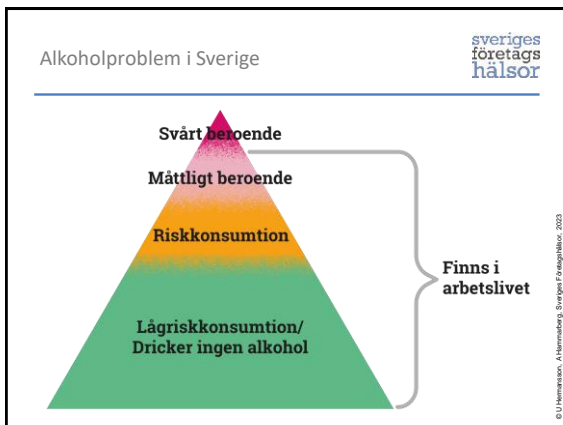 Alkoholproblem i Sverige
sveriges
företags
hälsor
Svårt beroende
Måttligt beroende
Riskkonsumtion
Lågriskkonsumtion/
Dricker ingen alkohol
Finns i
arbetslivet
© U Hermansson, A Hammarberg, Sveriges Företagshälsor, 2023